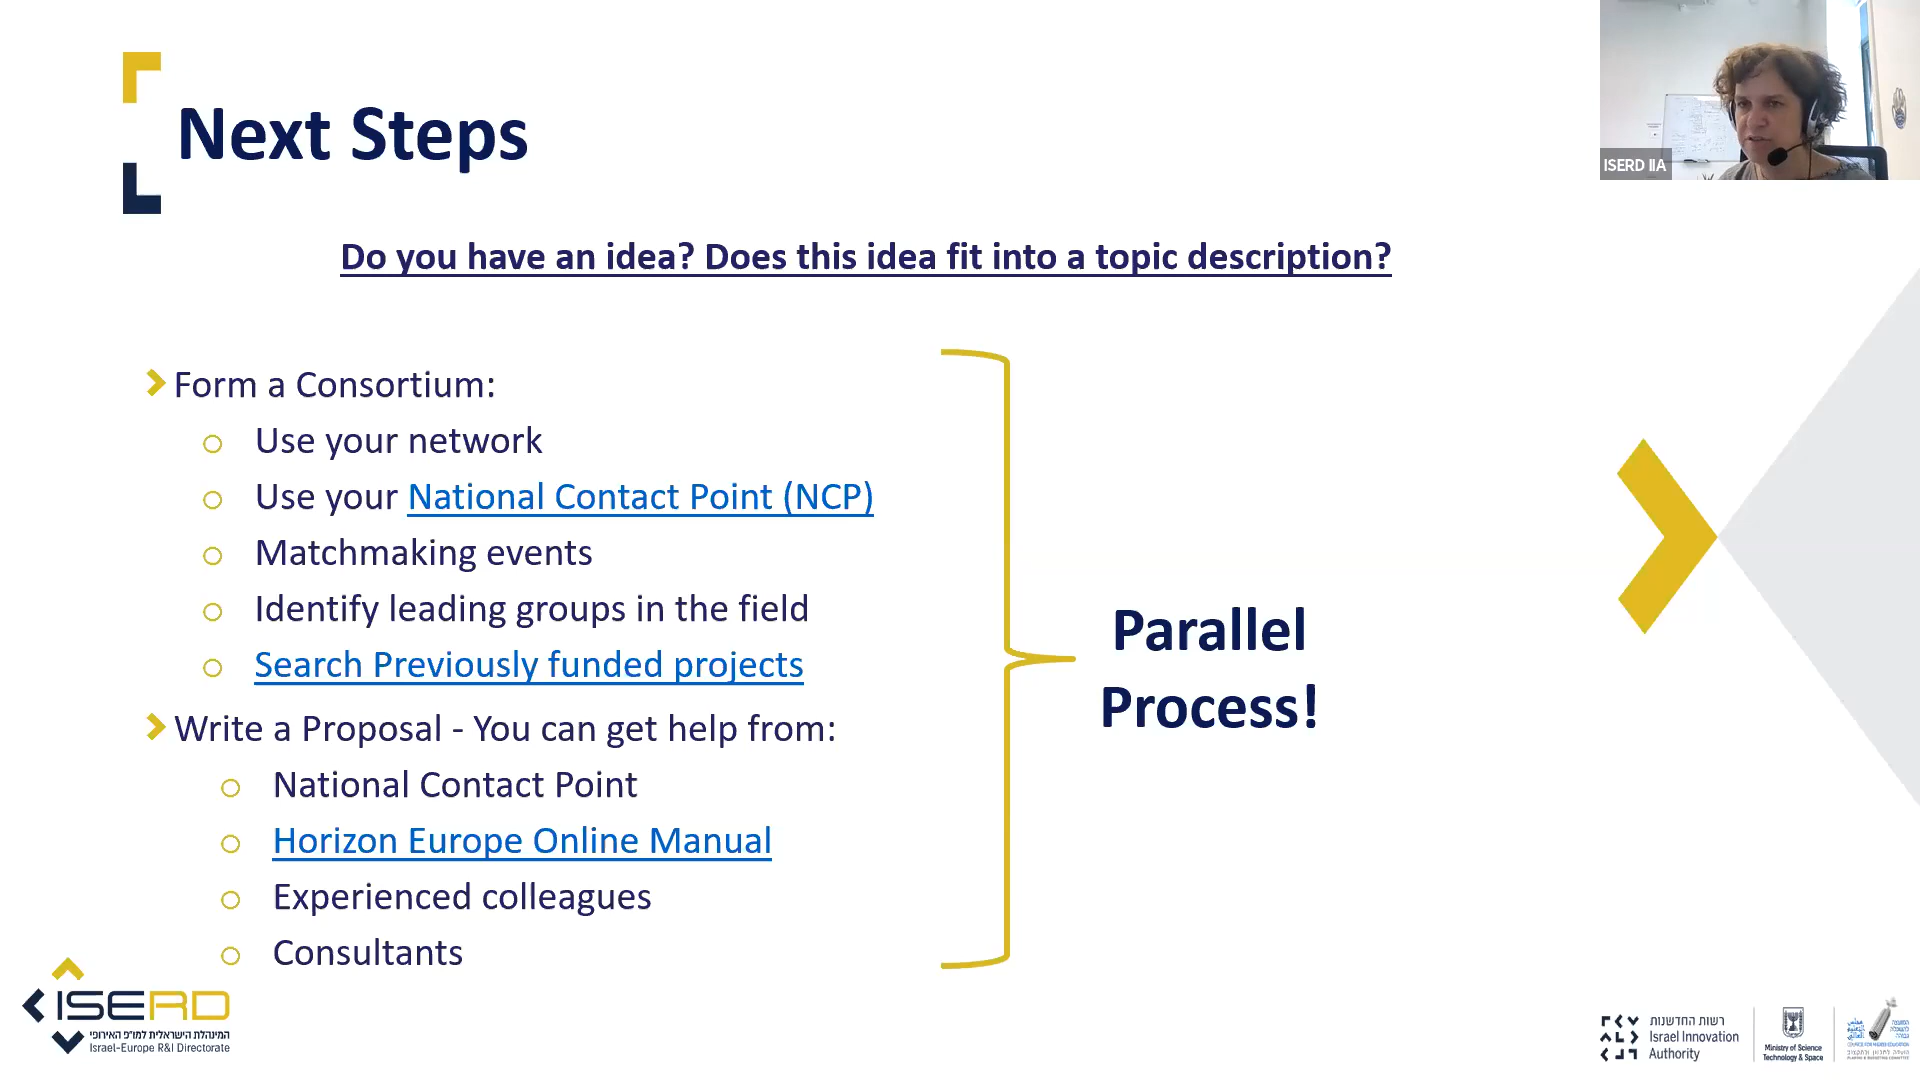 Next Steps
ISERD IIA
Do you have an idea? Does this idea fit into a topic description?
Form a Consortium:
Use your network
Use your National Contact Point (NCP)
Matchmaking events
Identify leading groups in the field
Search Previously funded projects
Write a Proposal - You can get help from:
National Contact Point
Horizon Europe Online Manual
Experienced colleagues
Consultants
Parallel
Process!
ISERD
המינהלת הישראלית למו״פ האירופי
Israel-Europe R&I Directorate
רשות החדשנות
Israel Innovation
Authority
Ministry of Science
Technology & Space